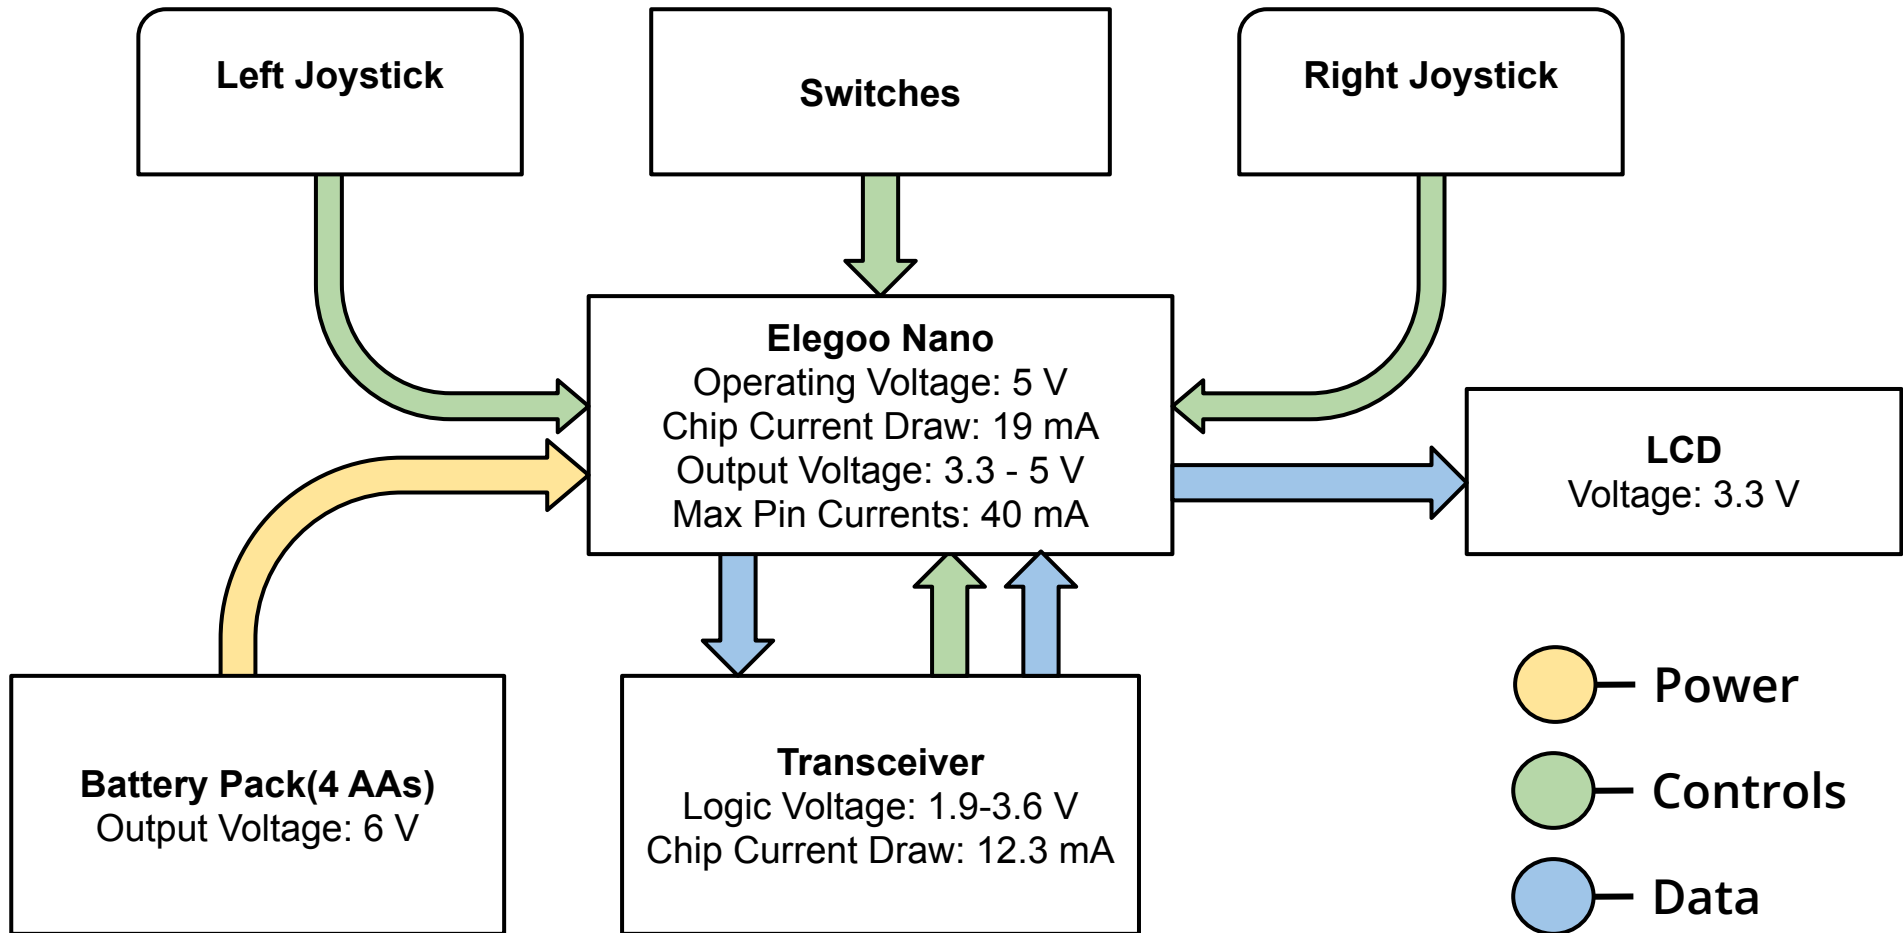 Left Joystick
Switches
Right Joystick
Elegoo Nano
Operating Voltage: 5 V
Chip Current Draw: 19 mA
Output Voltage: 3.3 - 5 V
Max Pin Currents: 40 mA
LCD
Voltage: 3.3 V
Battery Pack(4 AAs)
Output Voltage: 6 V
Transceiver
Logic Voltage: 1.9-3.6 V
Chip Current Draw: 12.3 mA
Power
Controls
Data